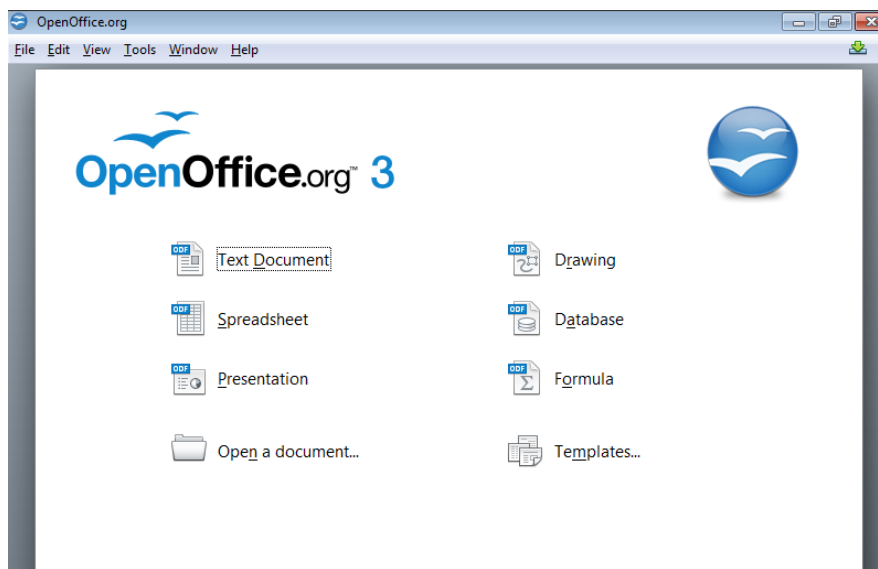 OpenOffice.org
File Edit View Tools Window Help
OpenOffice.org™ 3
ODF Text Document
ODF Drawing
ODF Spreadsheet
ODF Database
ODF Presentation
ODF Formula
Open a document...
Templates...